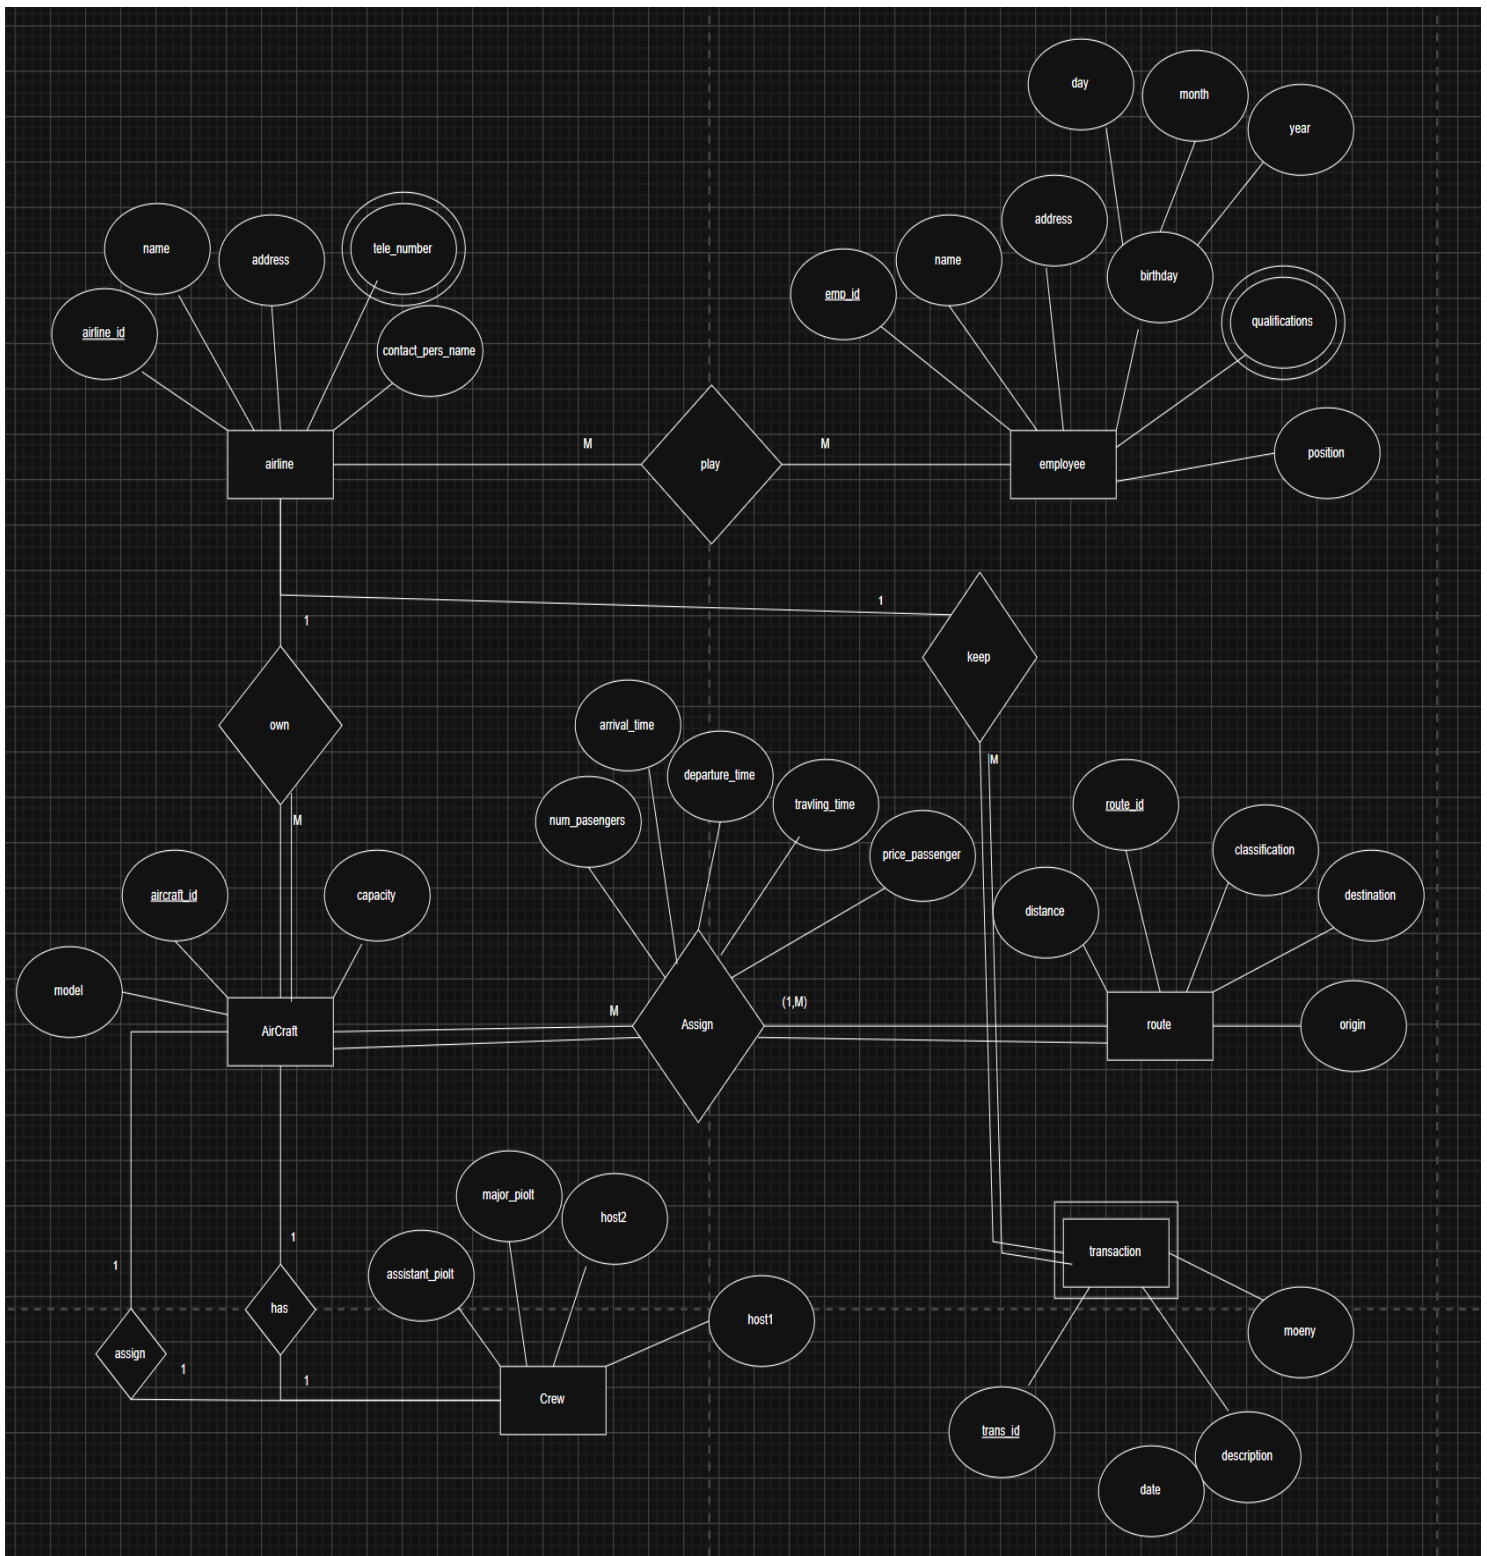 day
month
year
name
address
tele_number
address
name
birthday
emp_id
airline_id
contact_pers_name
qualifications
M
M
airline
play
employee
position
1
1
keep
own
arrival_time
departure_time
M
travling_time
route_id
num_pasengers
M
price_passenger
classification
aircraft_id
capacity
distance
destination
model
M
(1,M)
AirCraft
Assign
route
origin
major_piolt
host2
1
1
assistant_piolt
transaction
has
host1
moeny
assign
1
1
Crew
trans_id
description
date